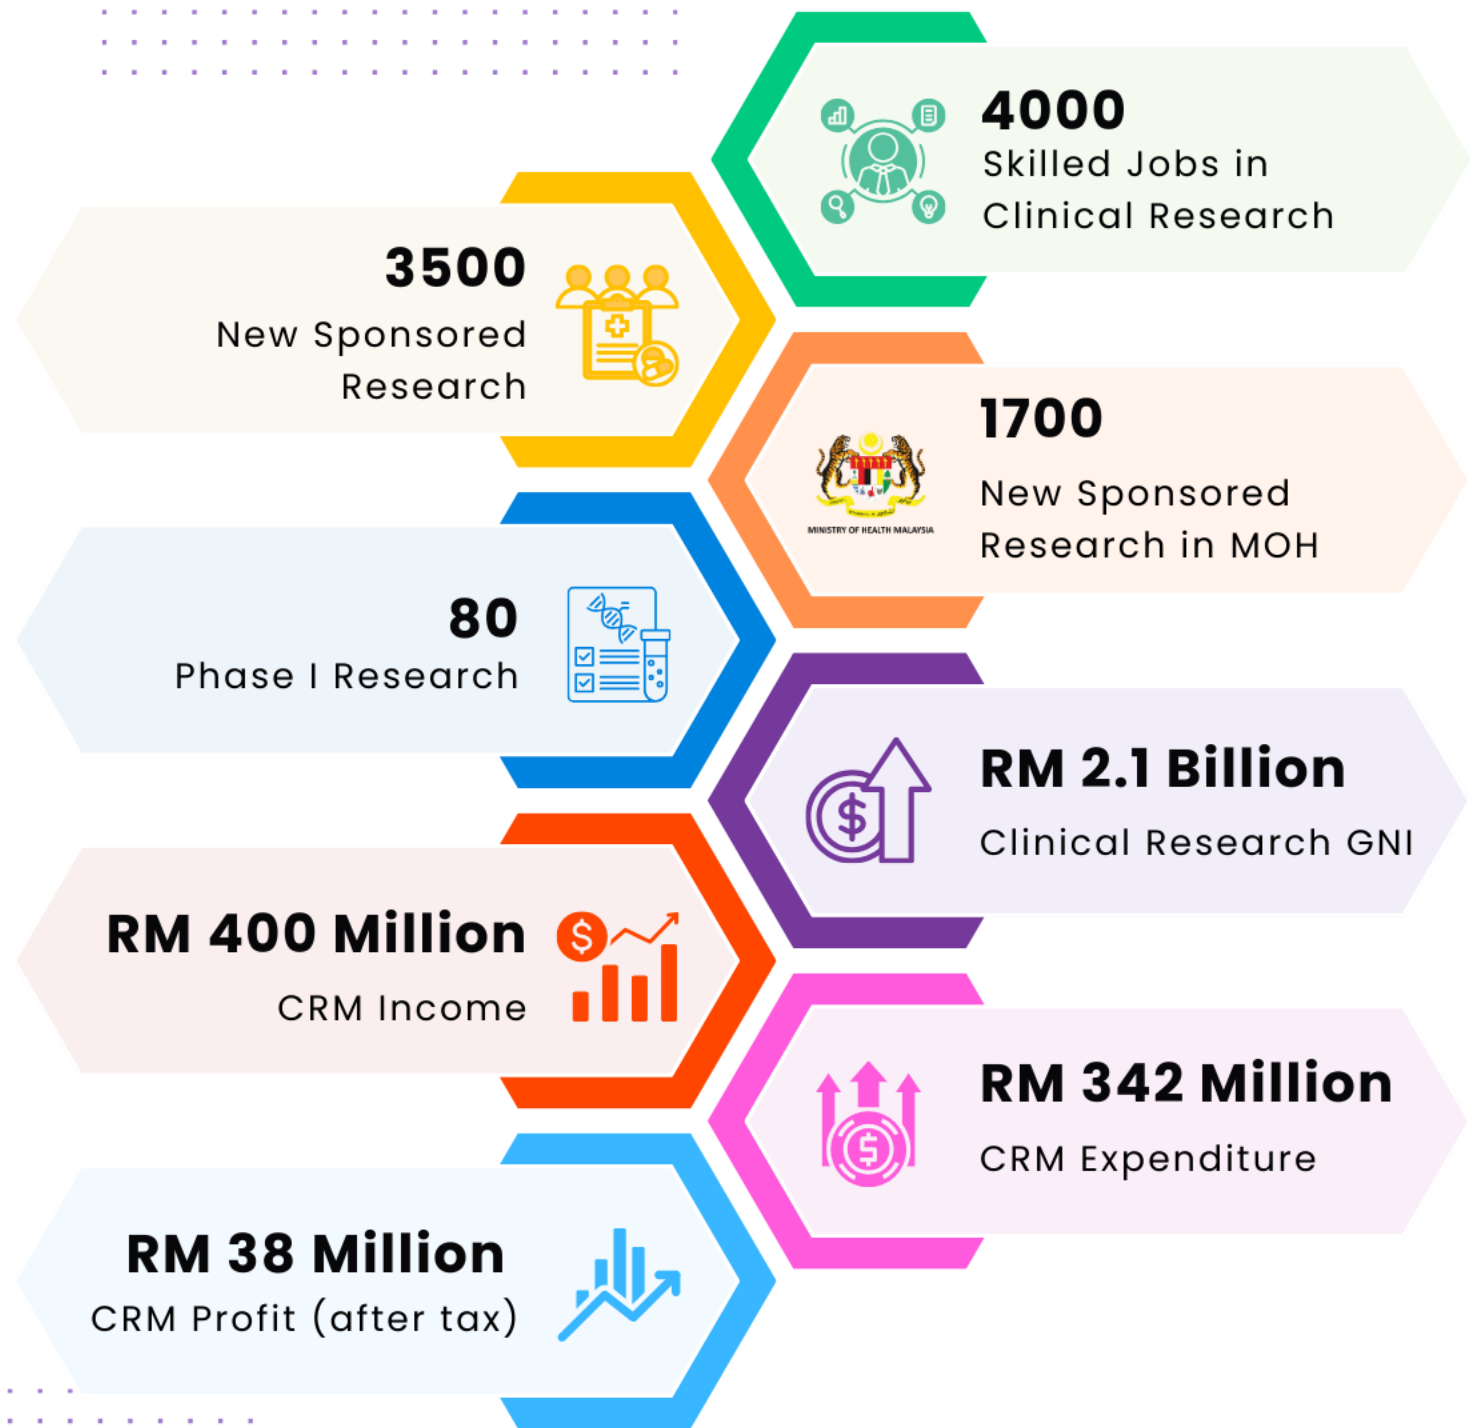 4000
Skilled Jobs in
Clinical Research
3500
New Sponsored
Research
1700
New Sponsored
Research in MOH
MINISTRY OF HEALTH MALAYSIA
80
Phase I Research
RM 2.1 Billion
Clinical Research GNI
RM 400 Million
CRM Income
RM 342 Million
CRM Expenditure
RM 38 Million
CRM Profit (after tax)